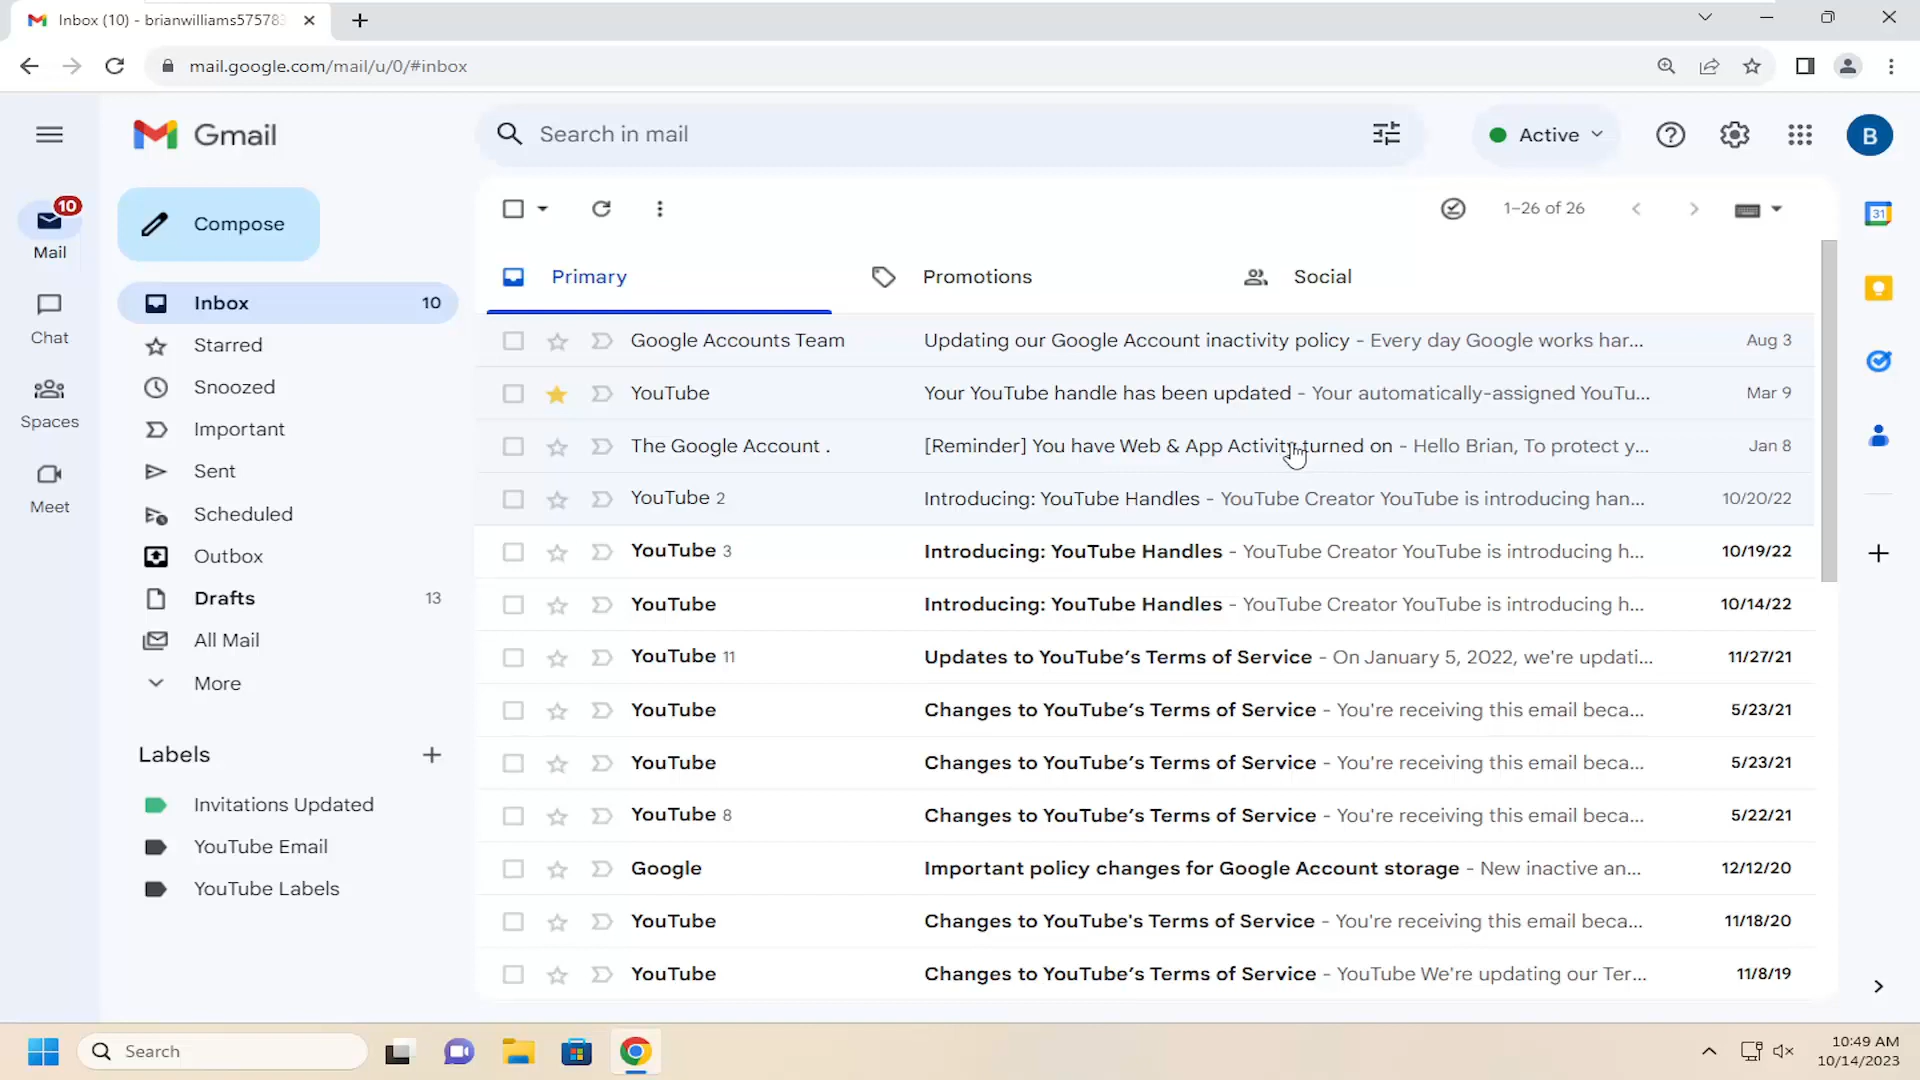 Inbox (10) - brianwilliams575783
mail.google.com/mail/u/0/#inbox
Gmail
Search in mail
Active
B
10
Mail
Chat
Spaces
Meet
Compose
Inbox 10
Starred
Snoozed
Important
Sent
Scheduled
Outbox
Drafts 13
All Mail
More
Labels
Invitations Updated
YouTube Email
YouTube Labels
1–26 of 26
31
Primary Promotions Social
Google Accounts Team Updating our Google Account inactivity policy - Every day Google works har... Aug 3
YouTube Your YouTube handle has been updated - Your automatically-assigned YouTu... Mar 9
The Google Account . [Reminder] You have Web & App Activity turned on - Hello Brian, To protect y... Jan 8
YouTube 2 Introducing: YouTube Handles - YouTube Creator YouTube is introducing han... 10/20/22
YouTube 3 Introducing: YouTube Handles - YouTube Creator YouTube is introducing h... 10/19/22
YouTube Introducing: YouTube Handles - YouTube Creator YouTube is introducing h... 10/14/22
YouTube 11 Updates to YouTube’s Terms of Service - On January 5, 2022, we're updati... 11/27/21
YouTube Changes to YouTube’s Terms of Service - You're receiving this email beca... 5/23/21
YouTube Changes to YouTube’s Terms of Service - You're receiving this email beca... 5/23/21
YouTube 8 Changes to YouTube’s Terms of Service - You're receiving this email beca... 5/22/21
Google Important policy changes for Google Account storage - New inactive an... 12/12/20
YouTube Changes to YouTube's Terms of Service - You're receiving this email beca... 11/18/20
YouTube Changes to YouTube’s Terms of Service - YouTube We're updating our Ter... 11/8/19
Search
10:49 AM
10/14/2023